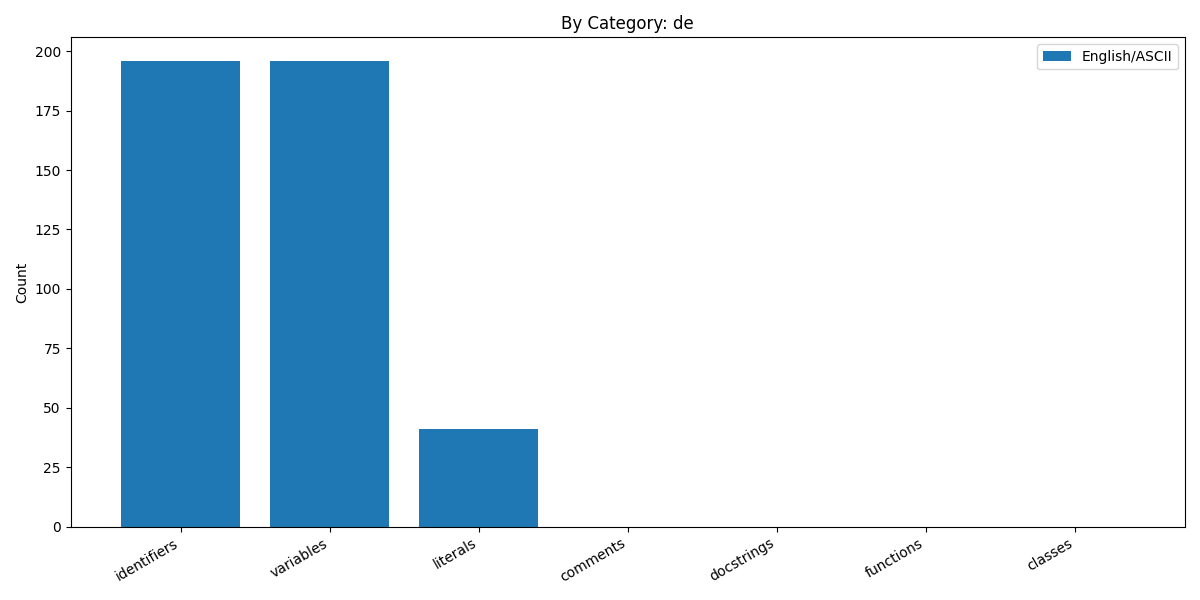 By Category: de
English/ASCII
Count
200
175
150
125
100
75
50
25
0
identifiers
variables
literals
comments
docstrings
functions
classes